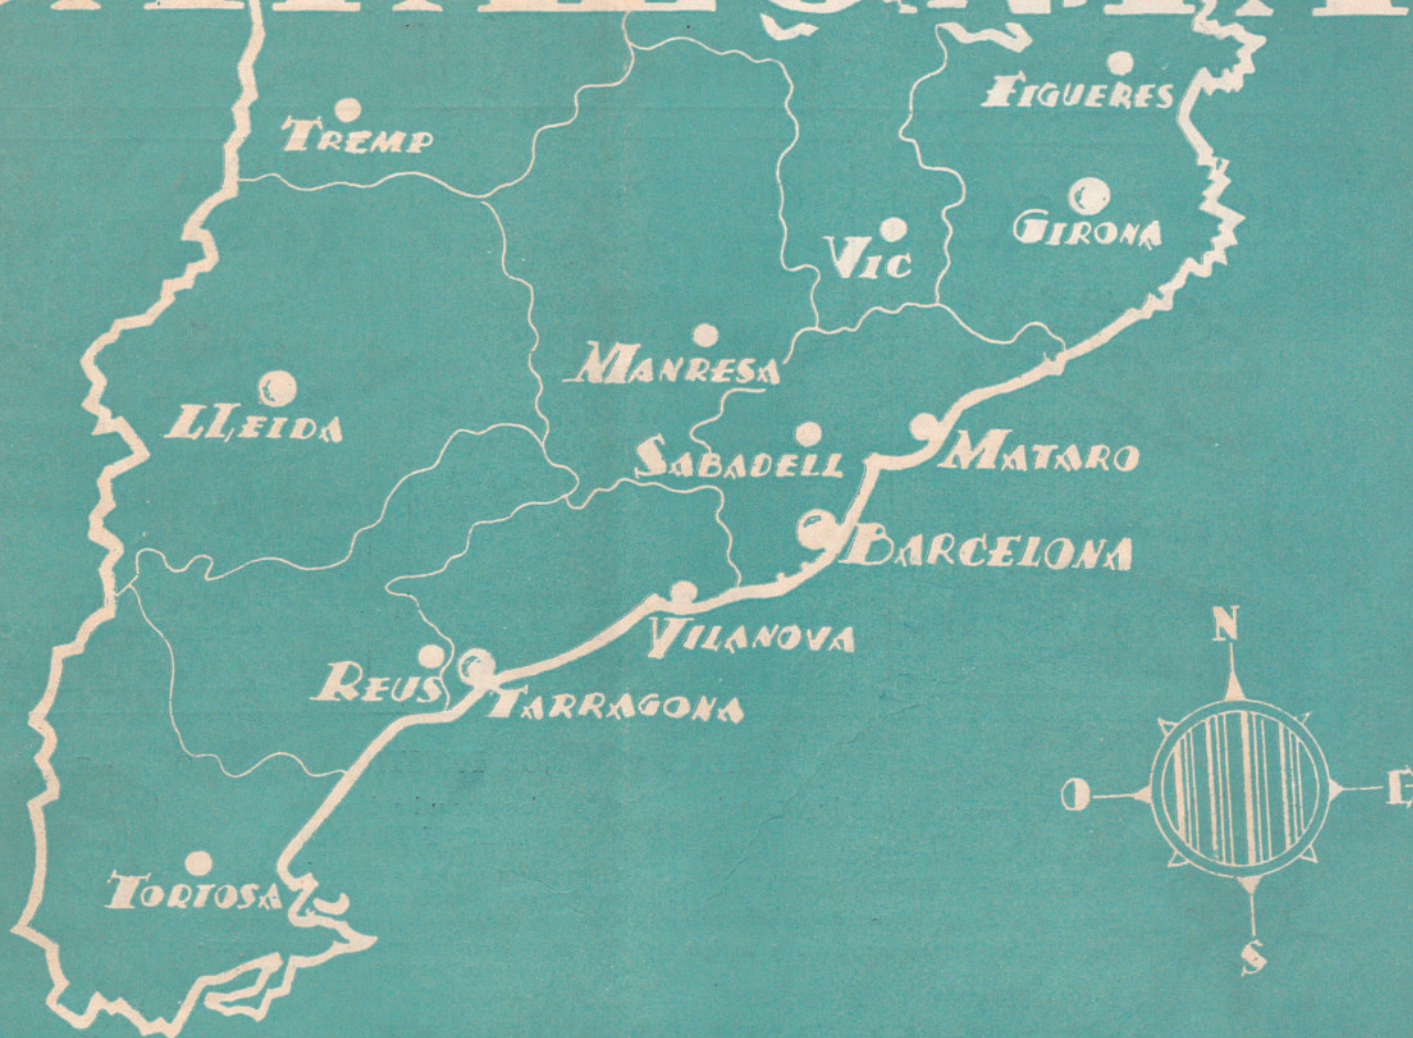 FIGUERES
TREMP
GIRONA
VIC
MANRESA
LLEIDA
SABADELL
MATARO
BARCELONA
N
VILANOVA
REUS
TARRAGONA
O
E
TORTOSA
S